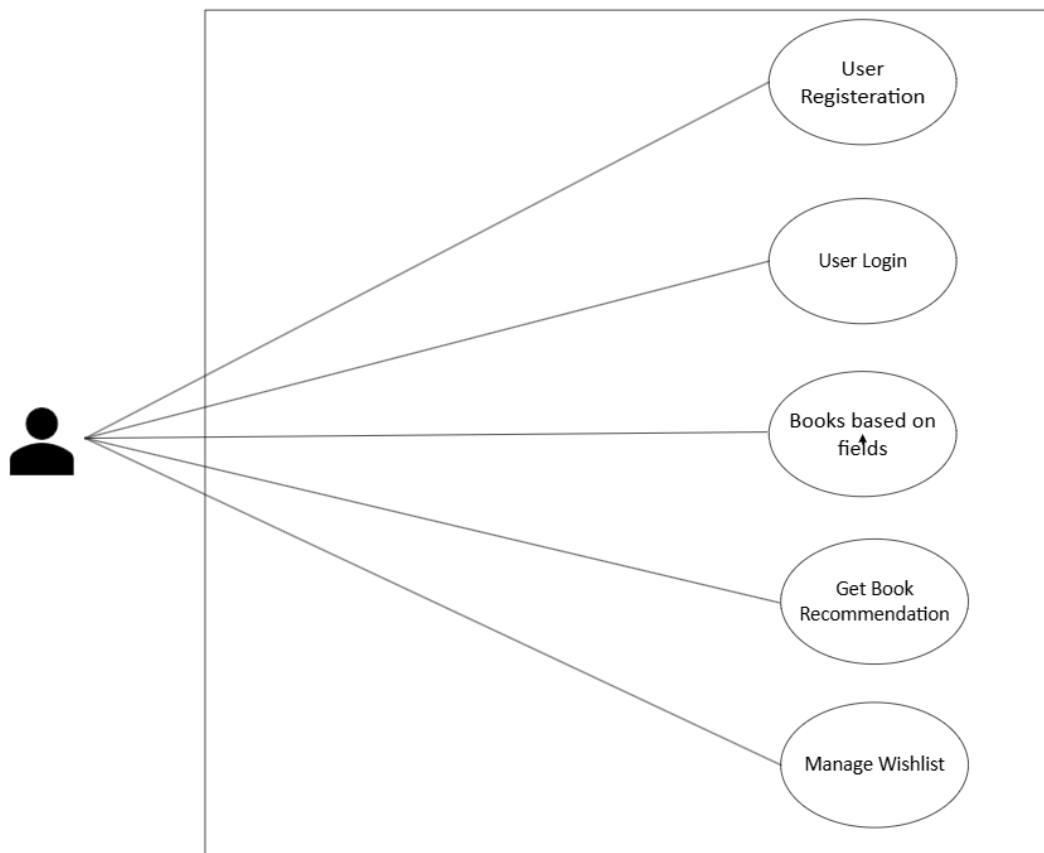 User
Registeration
User Login
Books based on
fields
Get Book
Recommendation
Manage Wishlist